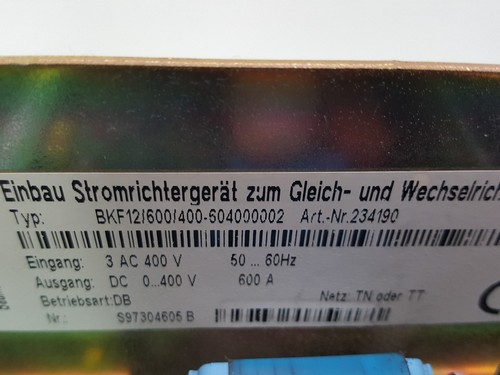 Einbau Stromrichtergerät zum Gleich- und Wechselrich
Typ: BKF12/600/400-604000002 Art.-Nr.234190
Eingang: 3 AC 400 V 50 ... 60Hz
Ausgang: DC 0...400 V 600 A
Betriebsart:DB Netz: TN oder TT
Nr.: S97304605 B